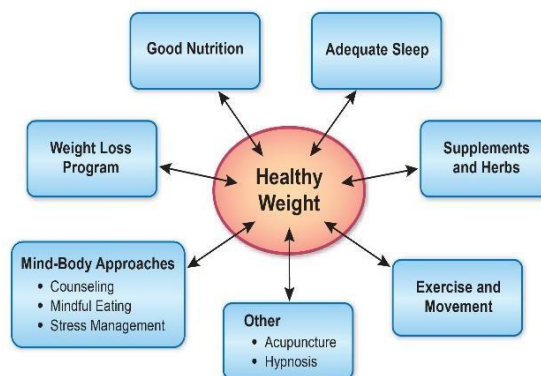 Good Nutrition
Adequate Sleep
Weight Loss
Program
Healthy
Weight
Supplements
and Herbs
Mind-Body Approaches
• Counseling
• Mindful Eating
• Stress Management
Other
• Acupuncture
• Hypnosis
Exercise and
Movement